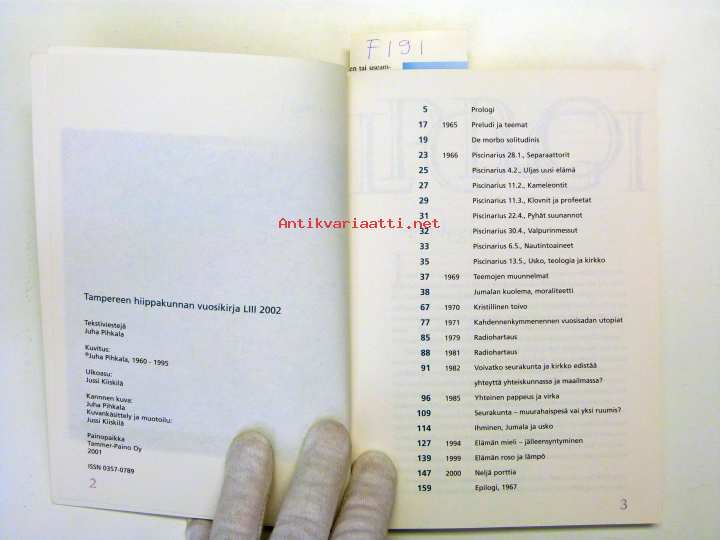 F191
en tai useam-
Antikvariaatti.net
Tampereen hiippakunnan vuosikirja LIII 2002
Tekstiviestejä
Juha Pihkala
Kuvitus:
©Juha Pihkala, 1960 - 1995
Ulkoasu:
Jussi Kiiskilä
Kannnen kuva:
Juha Pihkala
Kuvankäsittely ja muotoilu:
Jussi Kiiskilä
Painopaikka
Tammer-Paino Oy
2001
ISSN 0357-0789
2
5 Prologi
17 1965 Preludi ja teemat
19 De morbo solitudinis
23 1966 Piscinarius 28.1., Separaattorit
25 Piscinarius 4.2., Uljas uusi elämä
27 Piscinarius 11.2., Kameleontit
29 Piscinarius 11.3., Klovnit ja profeetat
31 Piscinarius 22.4., Pyhät suunannot
32 Piscinarius 30.4., Valpurinmessut
33 Piscinarius 6.5., Nautintoaineet
35 Piscinarius 13.5., Usko, teologia ja kirkko
37 1969 Teemojen muunnelmat
38 Jumalan kuolema, moraliteetti
67 1970 Kristillinen toivo
77 1971 Kahdennenkymmenennen vuosisadan utopiat
85 1979 Radiohartaus
88 1981 Radiohartaus
91 1982 Voivatko seurakunta ja kirkko edistää
yhteyttä yhteiskunnassa ja maailmassa?
96 1985 Yhteinen pappeus ja virka
109 Seurakunta – muurahaispesä vai yksi ruumis?
114 Ihminen, Jumala ja usko
127 1994 Elämän mieli – jälleensyntyminen
139 1999 Elämän roso ja lämpö
147 2000 Neljä porttia
159 Epilogi, 1967
3